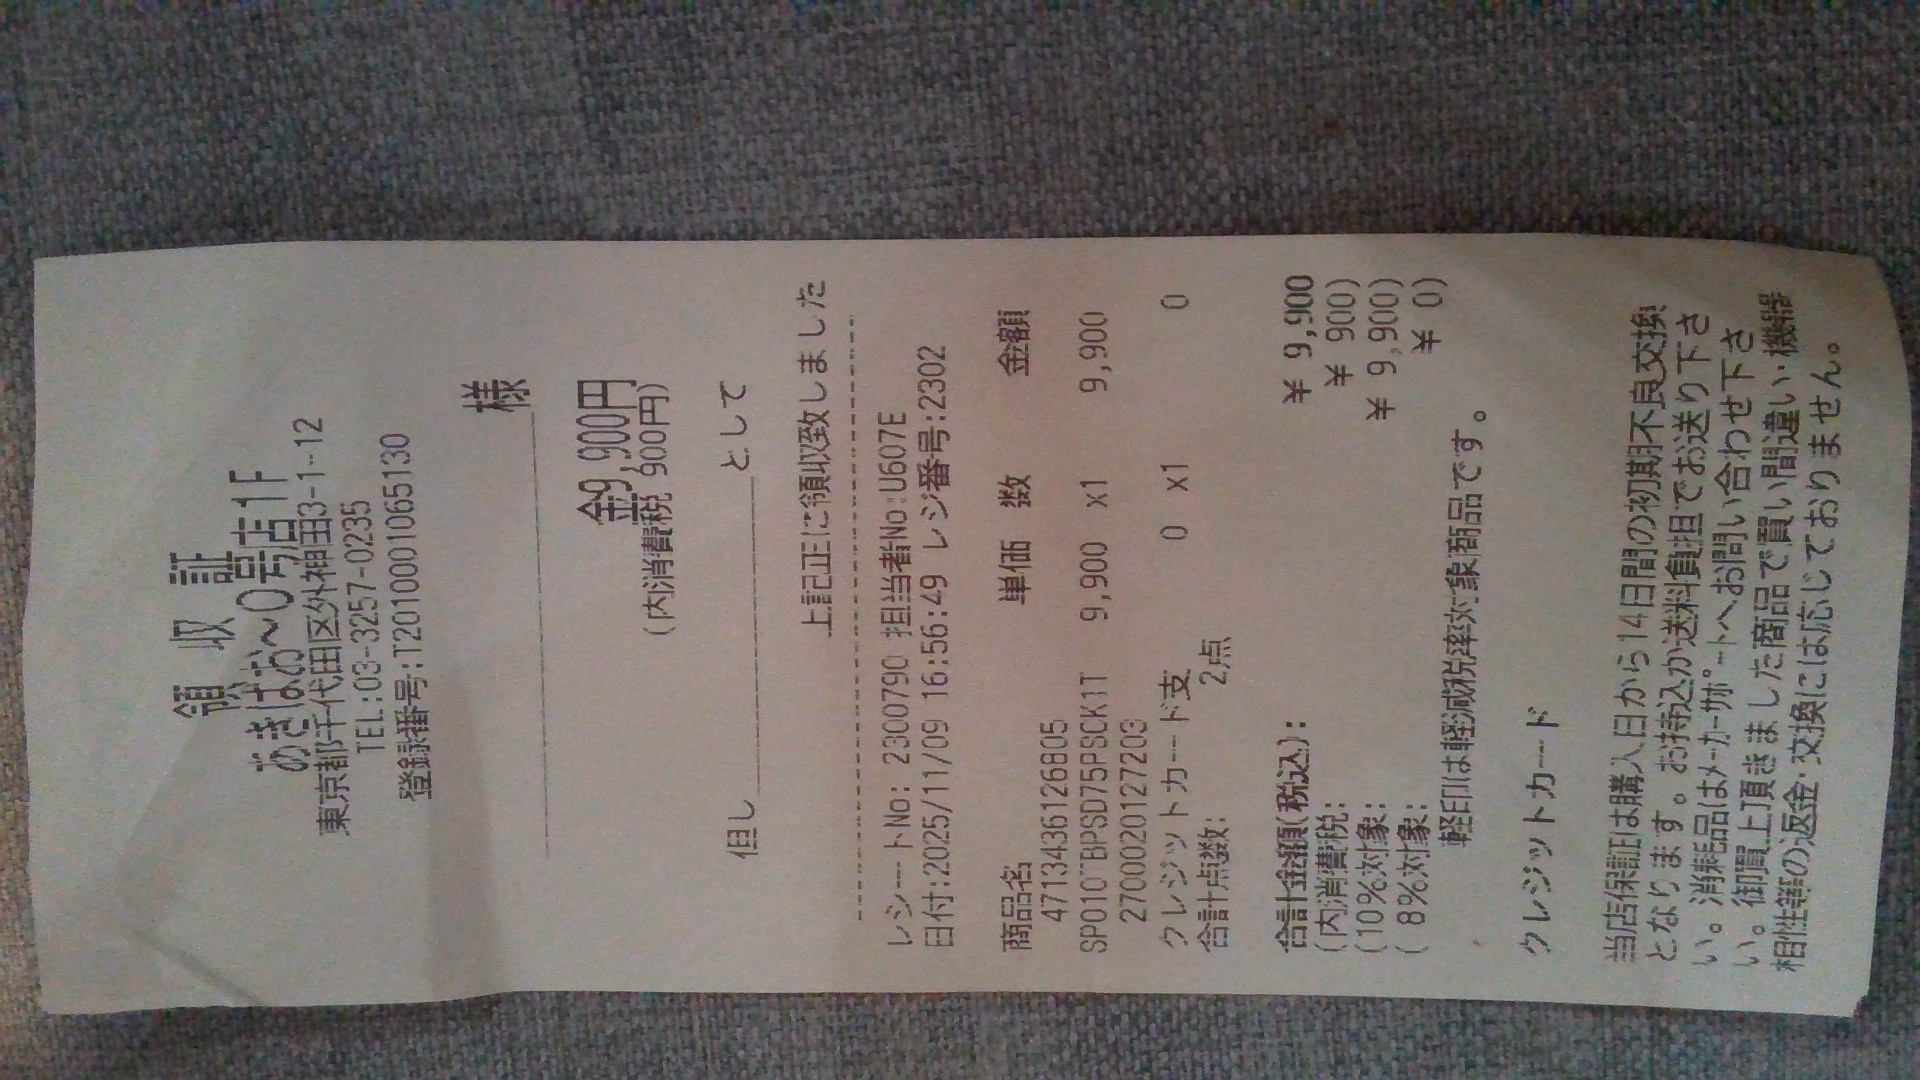 領 収 証
あきばお～0号店1F
東京都千代田区外神田3-1-12
TEL:03-3257-0235
登録番号:T2010001065130
様
金9,900円
(内消費税 900円)
但し として
上記正に領収致しました
レシートNo: 2300790 担当者No:U607E
日付:2025/11/09 16:56:49 レジ番号:2302
商品名 単価 数 金額
4713436126805
SP010TBPSD75PSCK1T 9,900 x1 9,900
2700020127203
クレジットカード支 0 x1 0
合計点数: 2点
合計金額(税込): ¥ 9,900
(内消費税: ¥ 900)
(10%対象: ¥ 9,900)
( 8%対象: ¥ 0)
軽印は軽減税率対象商品です。
クレジットカード
当店保証は購入日から14日間の初期不良交換
となります。お持込か送料負担でお送り下さ
い。消耗品はメーカーサポートへお問い合わせ下さ
い。御買上頂きました商品で買い間違い・機器
相性等の返金・交換には応じておりません。